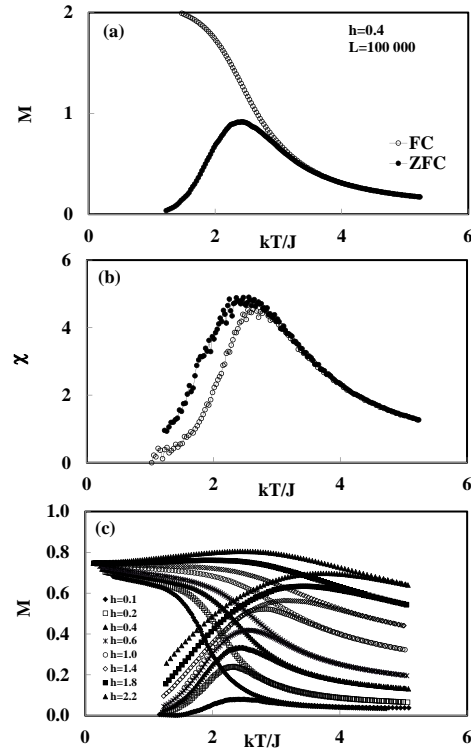 2
(a)
h=0.4
L=100 000
M
1
FC
ZFC
0
0
2
4
6
kT/J
6
(b)
4
χ
2
0
0
2
4
6
kT/J
1.0
(c)
0.8
0.6
M
0.4
0.2
0.0
h=0.1
h=0.2
h=0.4
h=0.6
h=1.0
h=1.4
h=1.8
h=2.2
0
2
4
6
kT/J